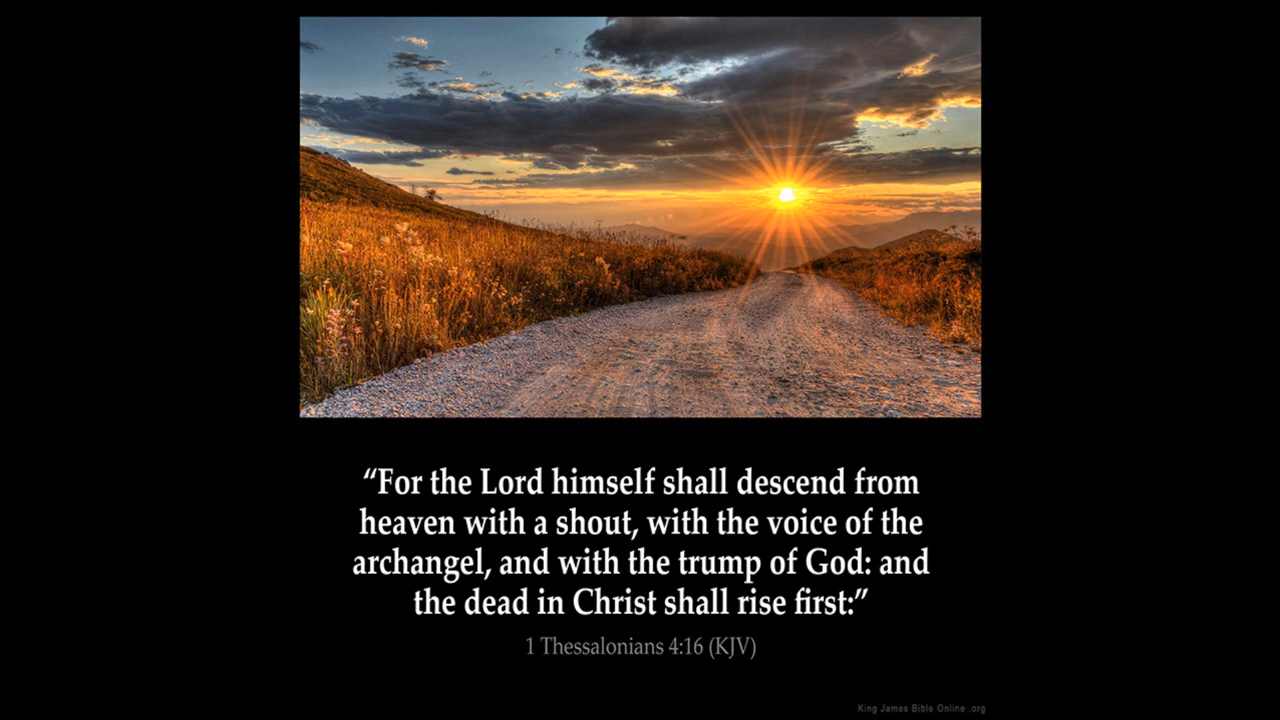 “For the Lord himself shall descend from
heaven with a shout, with the voice of the
archangel, and with the trump of God: and
the dead in Christ shall rise first:”
1 Thessalonians 4:16 (KJV)
King James Bible Online .org